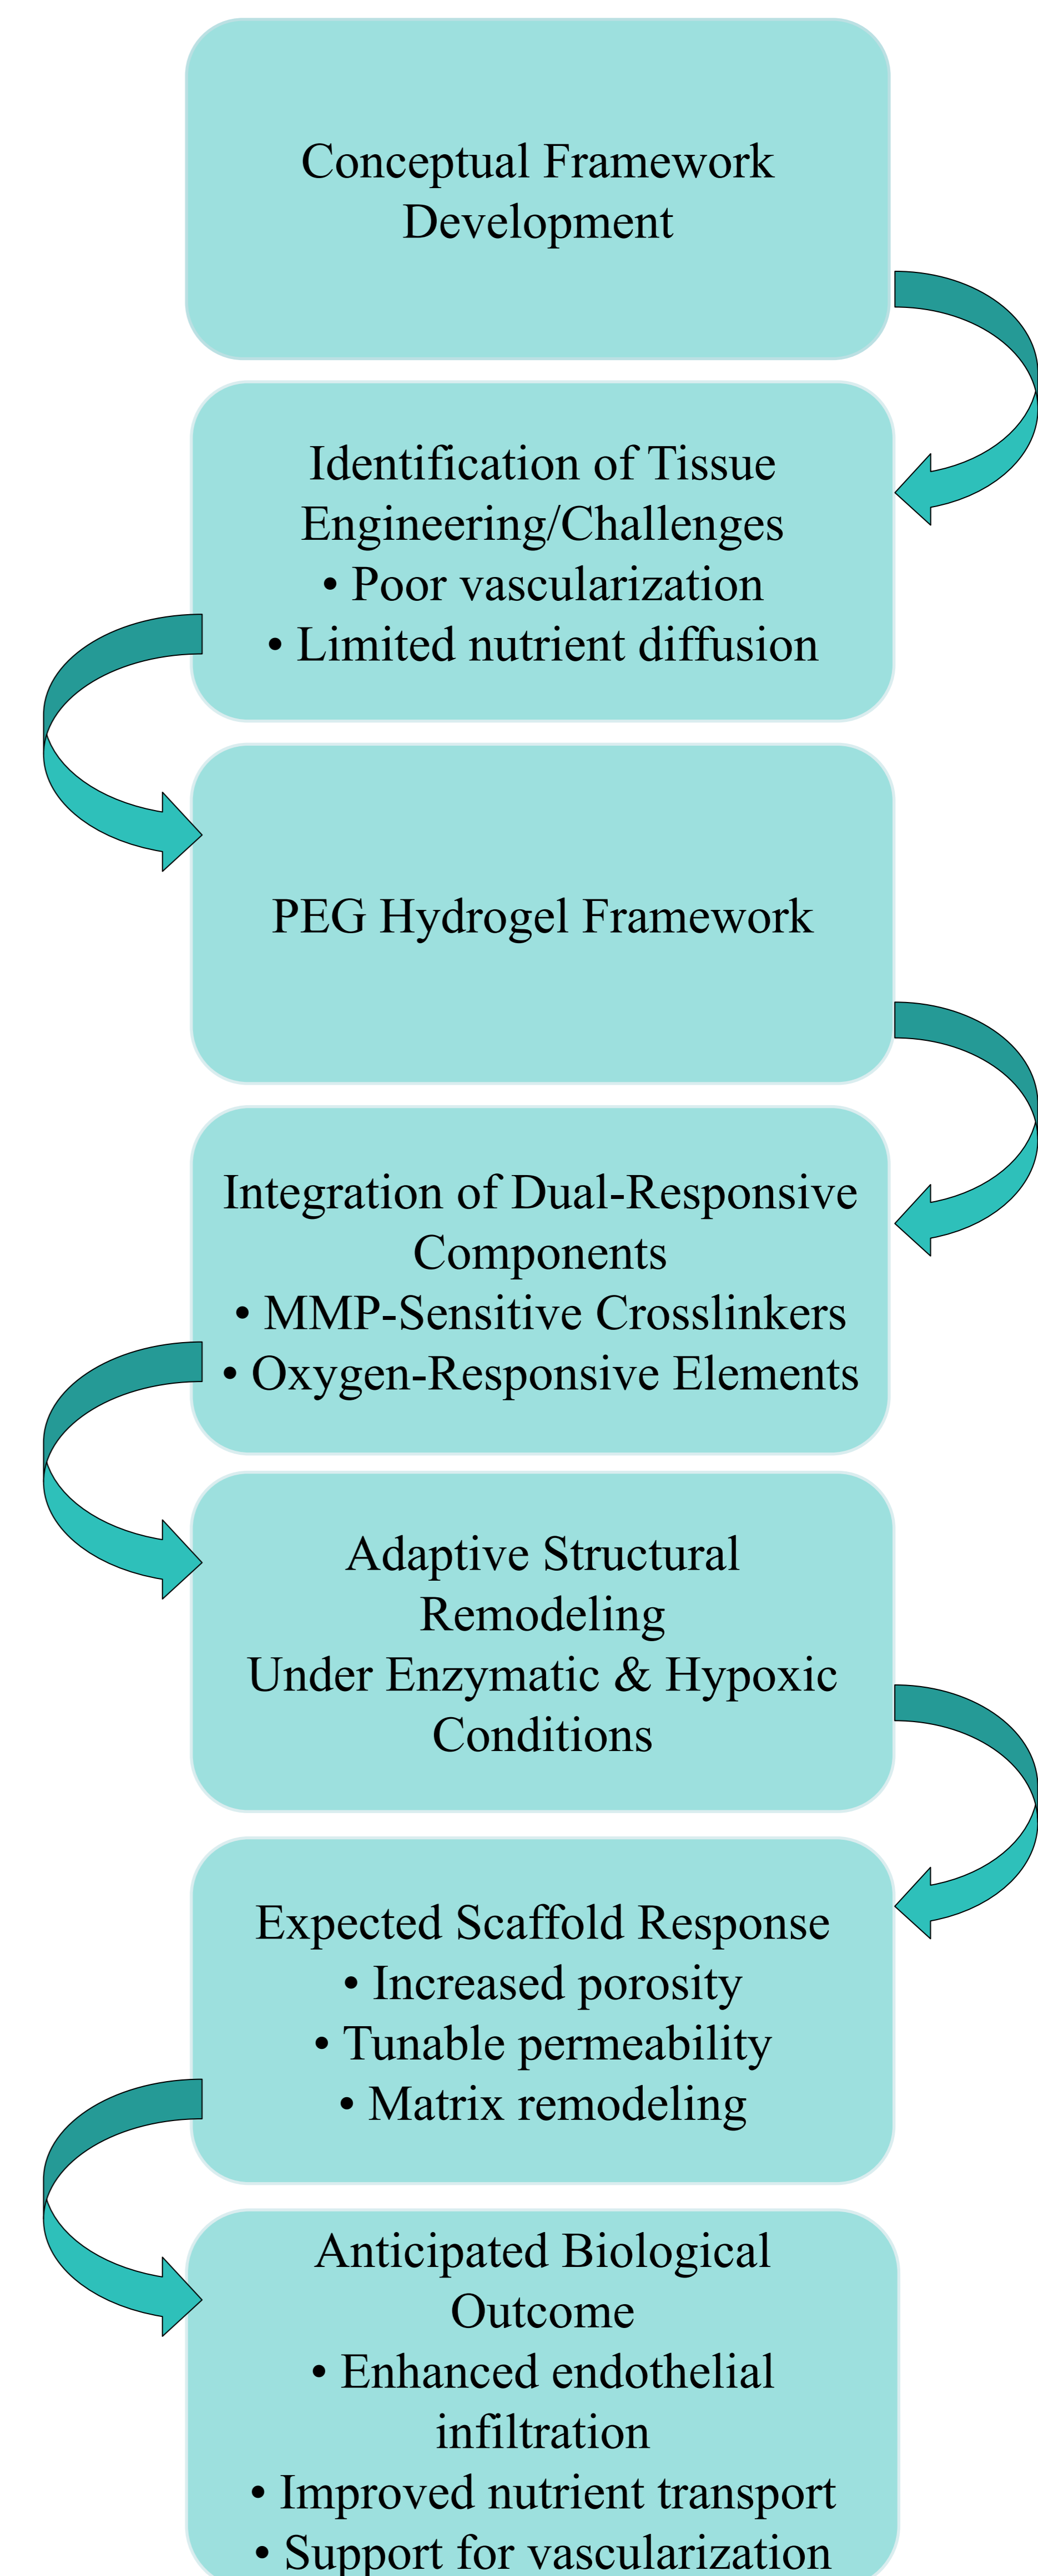 Conceptual Framework
Development
Identification of Tissue
Engineering/Challenges
• Poor vascularization
• Limited nutrient diffusion
PEG Hydrogel Framework
Integration of Dual-Responsive
Components
• MMP-Sensitive Crosslinkers
• Oxygen-Responsive Elements
Adaptive Structural
Remodeling
Under Enzymatic & Hypoxic
Conditions
Expected Scaffold Response
• Increased porosity
• Tunable permeability
• Matrix remodeling
Anticipated Biological
Outcome
• Enhanced endothelial
infiltration
• Improved nutrient transport
• Support for vascularization